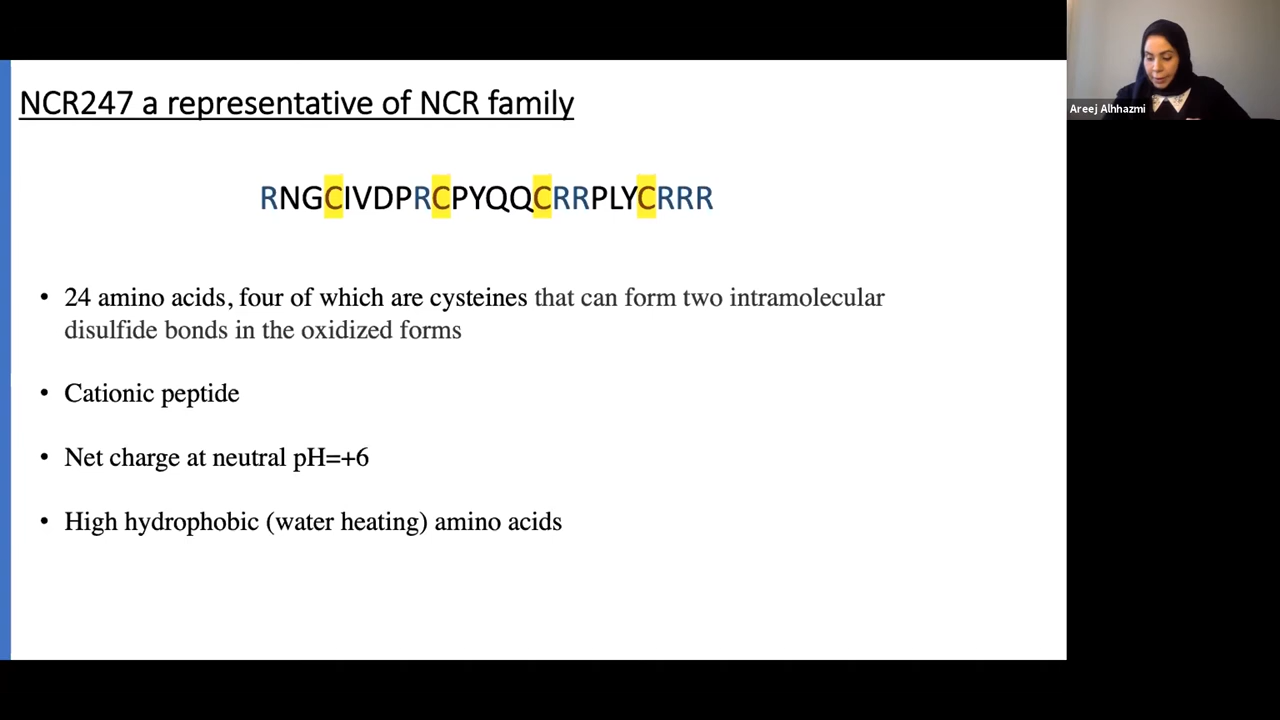 NCR247 a representative of NCR family
Areej Alhhazmi
RNGCIVDPRCPYQQCRRPLYCRRR
• 24 amino acids, four of which are cysteines that can form two intramolecular
disulfide bonds in the oxidized forms
• Cationic peptide
• Net charge at neutral pH=+6
• High hydrophobic (water heating) amino acids